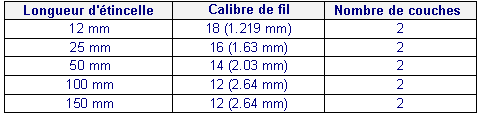 Longueur d'étincelle Calibre de fil Nombre de couches
12 mm 18 (1.219 mm) 2
25 mm 16 (1.63 mm) 2
50 mm 14 (2.03 mm) 2
100 mm 12 (2.64 mm) 2
150 mm 12 (2.64 mm) 2